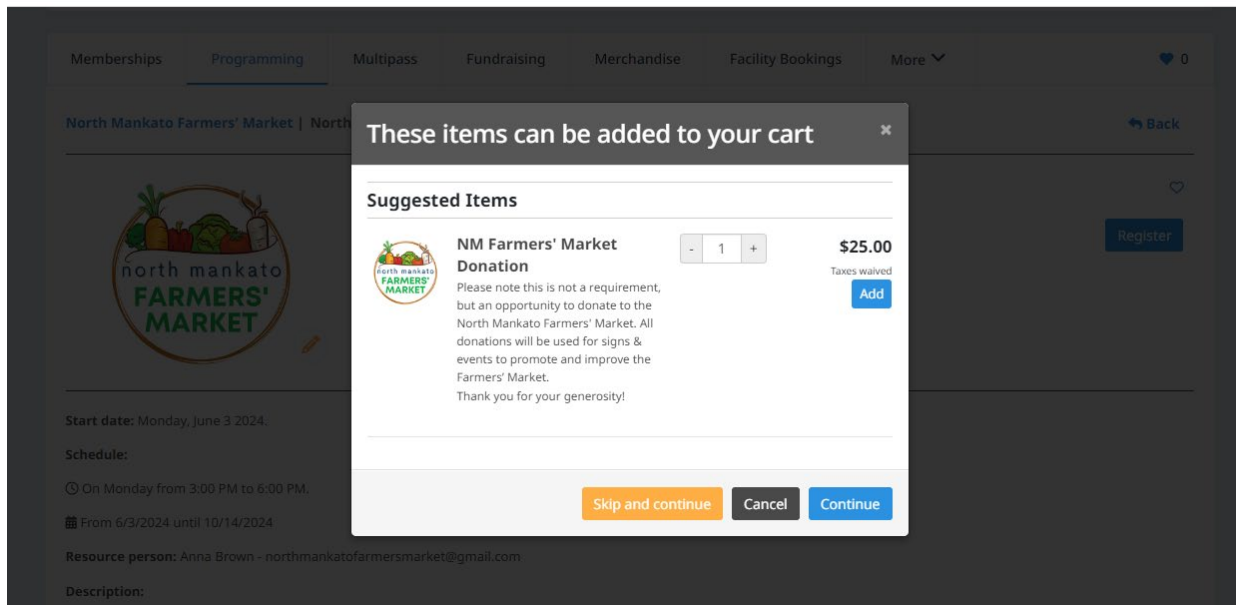 Memberships Programming Multipass Fundraising Merchandise Facility Bookings More 0
North Mankato Farmers' Market | North
Back
These items can be added to your cart ×
Suggested Items
north mankato
FARMERS'
MARKET
NM Farmers' Market
Donation
- 1 +
$25.00
Taxes waived
Add
Please note this is not a requirement,
but an opportunity to donate to the
North Mankato Farmers' Market. All
donations will be used for signs &
events to promote and improve the
Farmers' Market.
Thank you for your generosity!
Skip and continue Cancel Continue
north mankato
FARMERS'
MARKET
Register
Start date: Monday, June 3 2024.
Schedule:
On Monday from 3:00 PM to 6:00 PM.
From 6/3/2024 until 10/14/2024
Resource person: Anna Brown - northmankatofarmersmarket@gmail.com
Description: